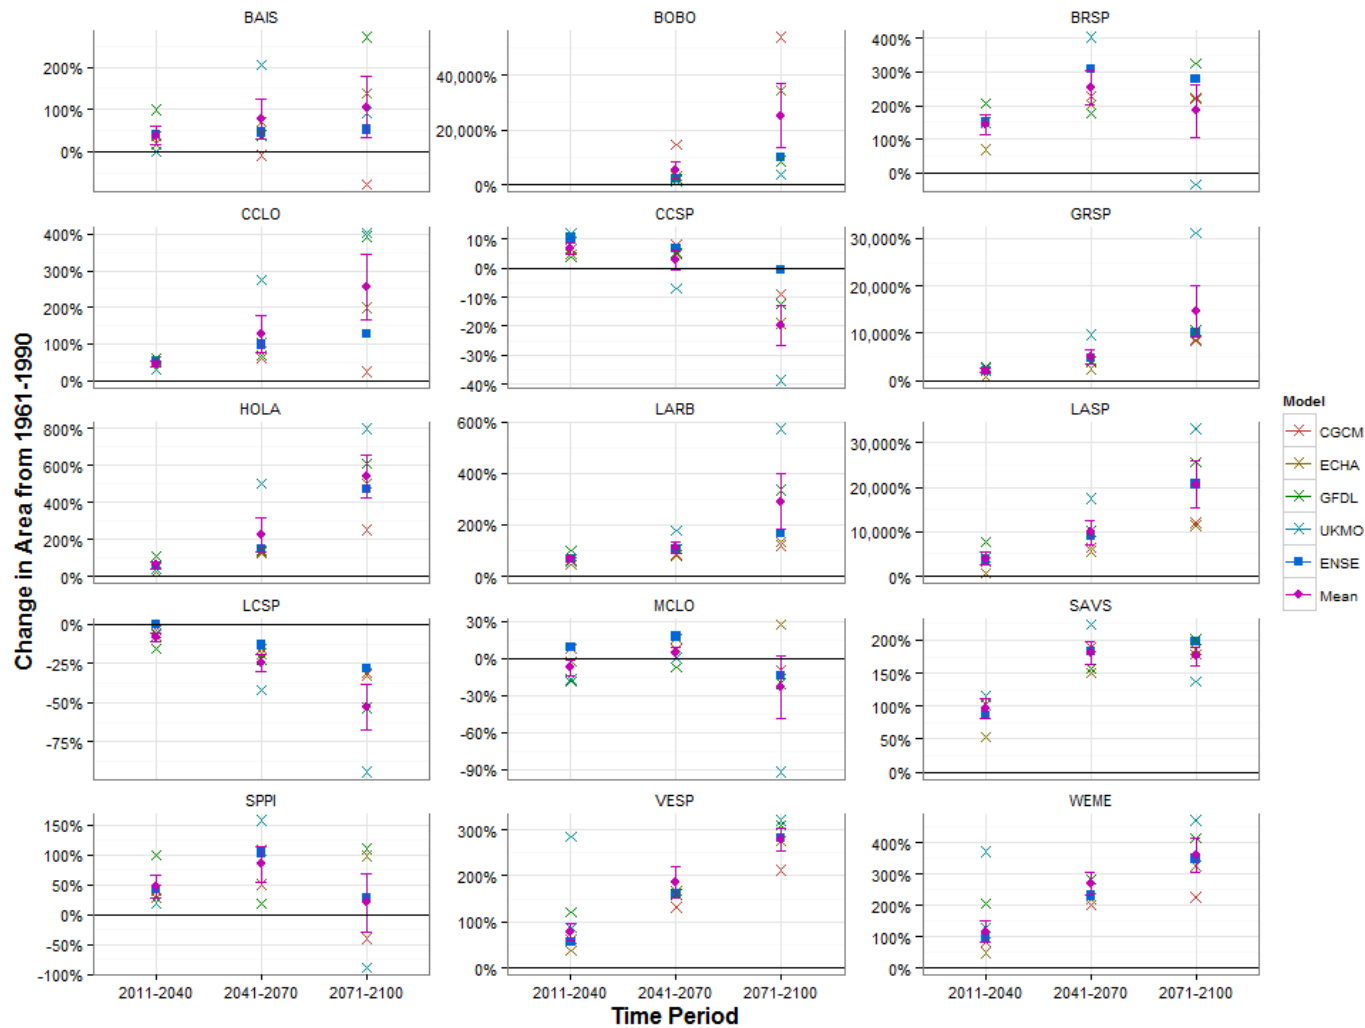 BAIS
BOBO
BRSP
200%
100%
0%
40,000%
20,000%
0%
400%
300%
200%
100%
0%
CCLO
CCSP
GRSP
400%
300%
200%
100%
0%
10%
0%
-10%
-20%
-30%
-40%
30,000%
20,000%
10,000%
0%
HOLA
LARB
LASP
800%
600%
400%
200%
0%
600%
400%
200%
0%
30,000%
20,000%
10,000%
0%
LCSP
MCLO
SAVS
0%
-25%
-50%
-75%
30%
0%
-30%
-60%
-90%
200%
150%
100%
50%
0%
SPPI
VESP
WEME
150%
100%
50%
0%
-50%
-100%
300%
200%
100%
0%
400%
300%
200%
100%
0%
2011-2040 2041-2070 2071-2100
2011-2040 2041-2070 2071-2100
2011-2040 2041-2070 2071-2100
Time Period
Change in Area from 1961-1990
Model
CGCM
ECHA
GFDL
UKMO
ENSE
Mean